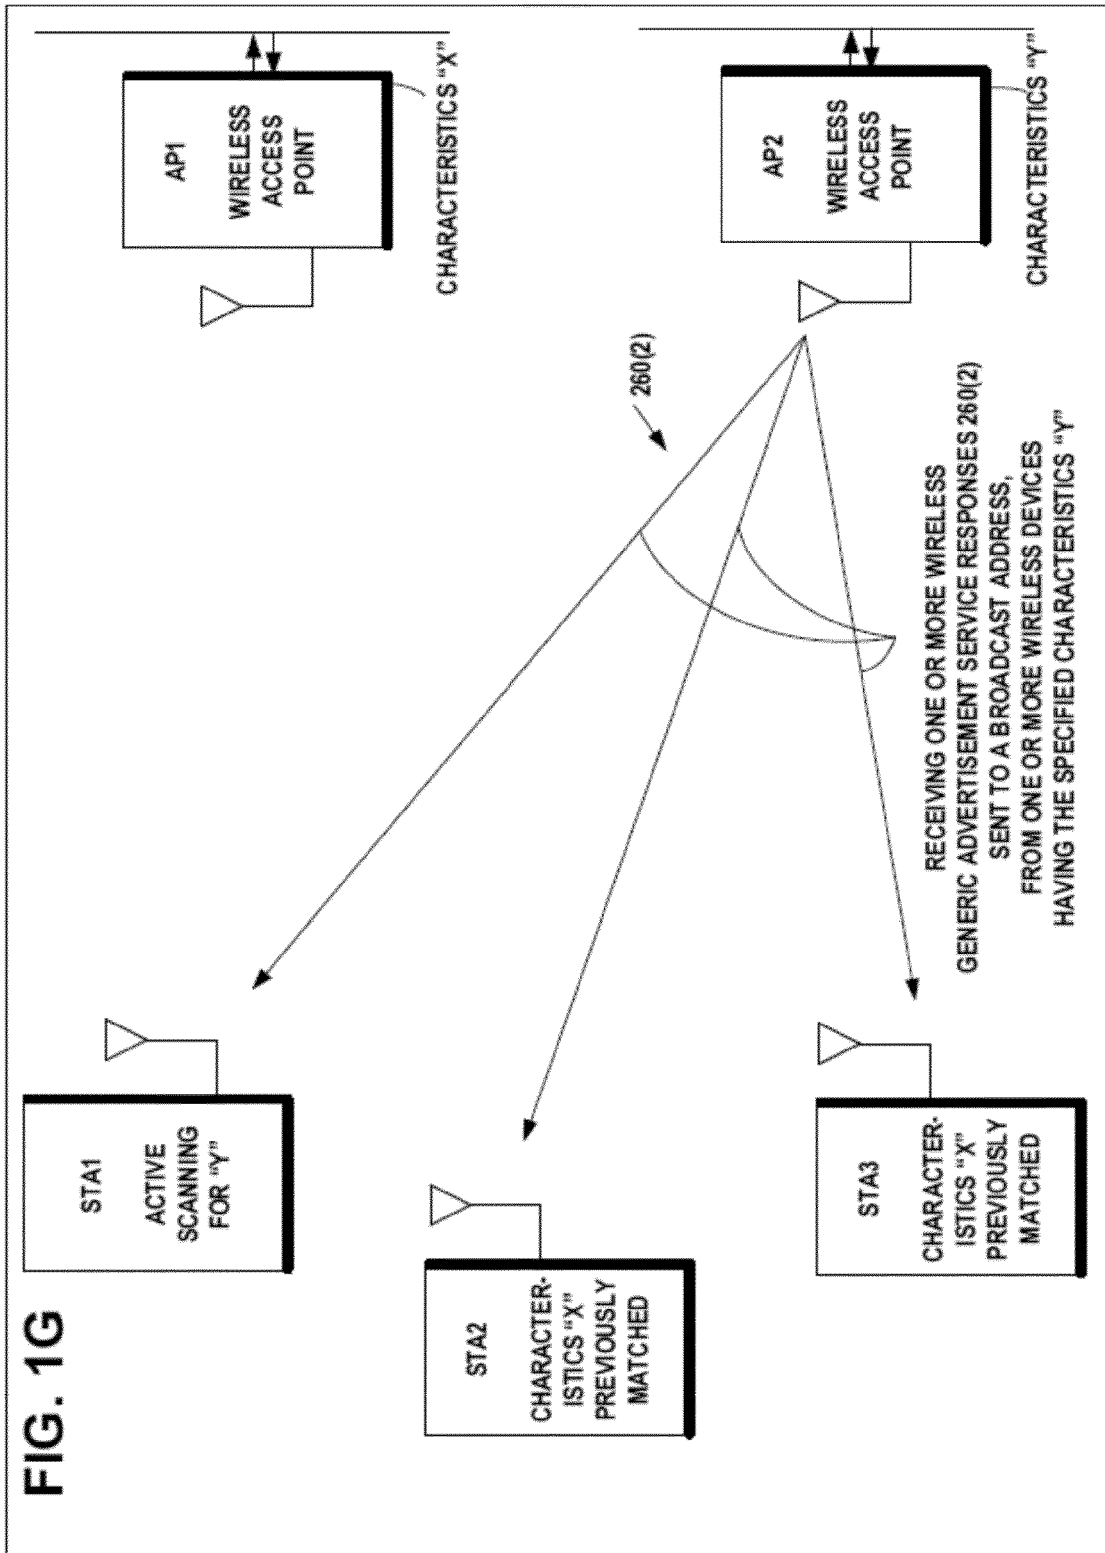 FIG. 1G
STA1
ACTIVE
SCANNING
FOR "Y"
STA2
CHARACTER-
ISTICS "X"
PREVIOUSLY
MATCHED
STA3
CHARACTER-
ISTICS "X"
PREVIOUSLY
MATCHED
AP1
WIRELESS
ACCESS
POINT
CHARACTERISTICS "X"
260(2)
AP2
WIRELESS
ACCESS
POINT
CHARACTERISTICS "Y"
RECEIVING ONE OR MORE WIRELESS
GENERIC ADVERTISEMENT SERVICE RESPONSES 260(2)
SENT TO A BROADCAST ADDRESS,
FROM ONE OR MORE WIRELESS DEVICES
HAVING THE SPECIFIED CHARACTERISTICS "Y"